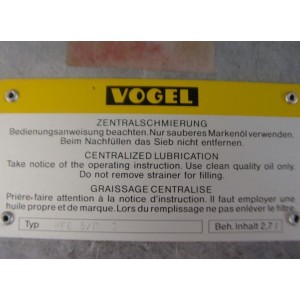 VOGEL
ZENTRALSCHMIERUNG
Bedienungsanweisung beachten. Nur sauberes Markenöl verwenden.
Beim Nachfüllen das Sieb nicht entfernen.
CENTRALIZED LUBRICATION
Take notice of the operating instruction. Use clean quality oil only.
Do not remove strainer for filling.
GRAISSAGE CENTRALISE
Prière-faire attention à la notice d'instruction. Il faut employer une
huile propre et de marque. Lors du remplissage ne pas enléver le filtre.
Typ
Beh. Inhalt 2,7 l